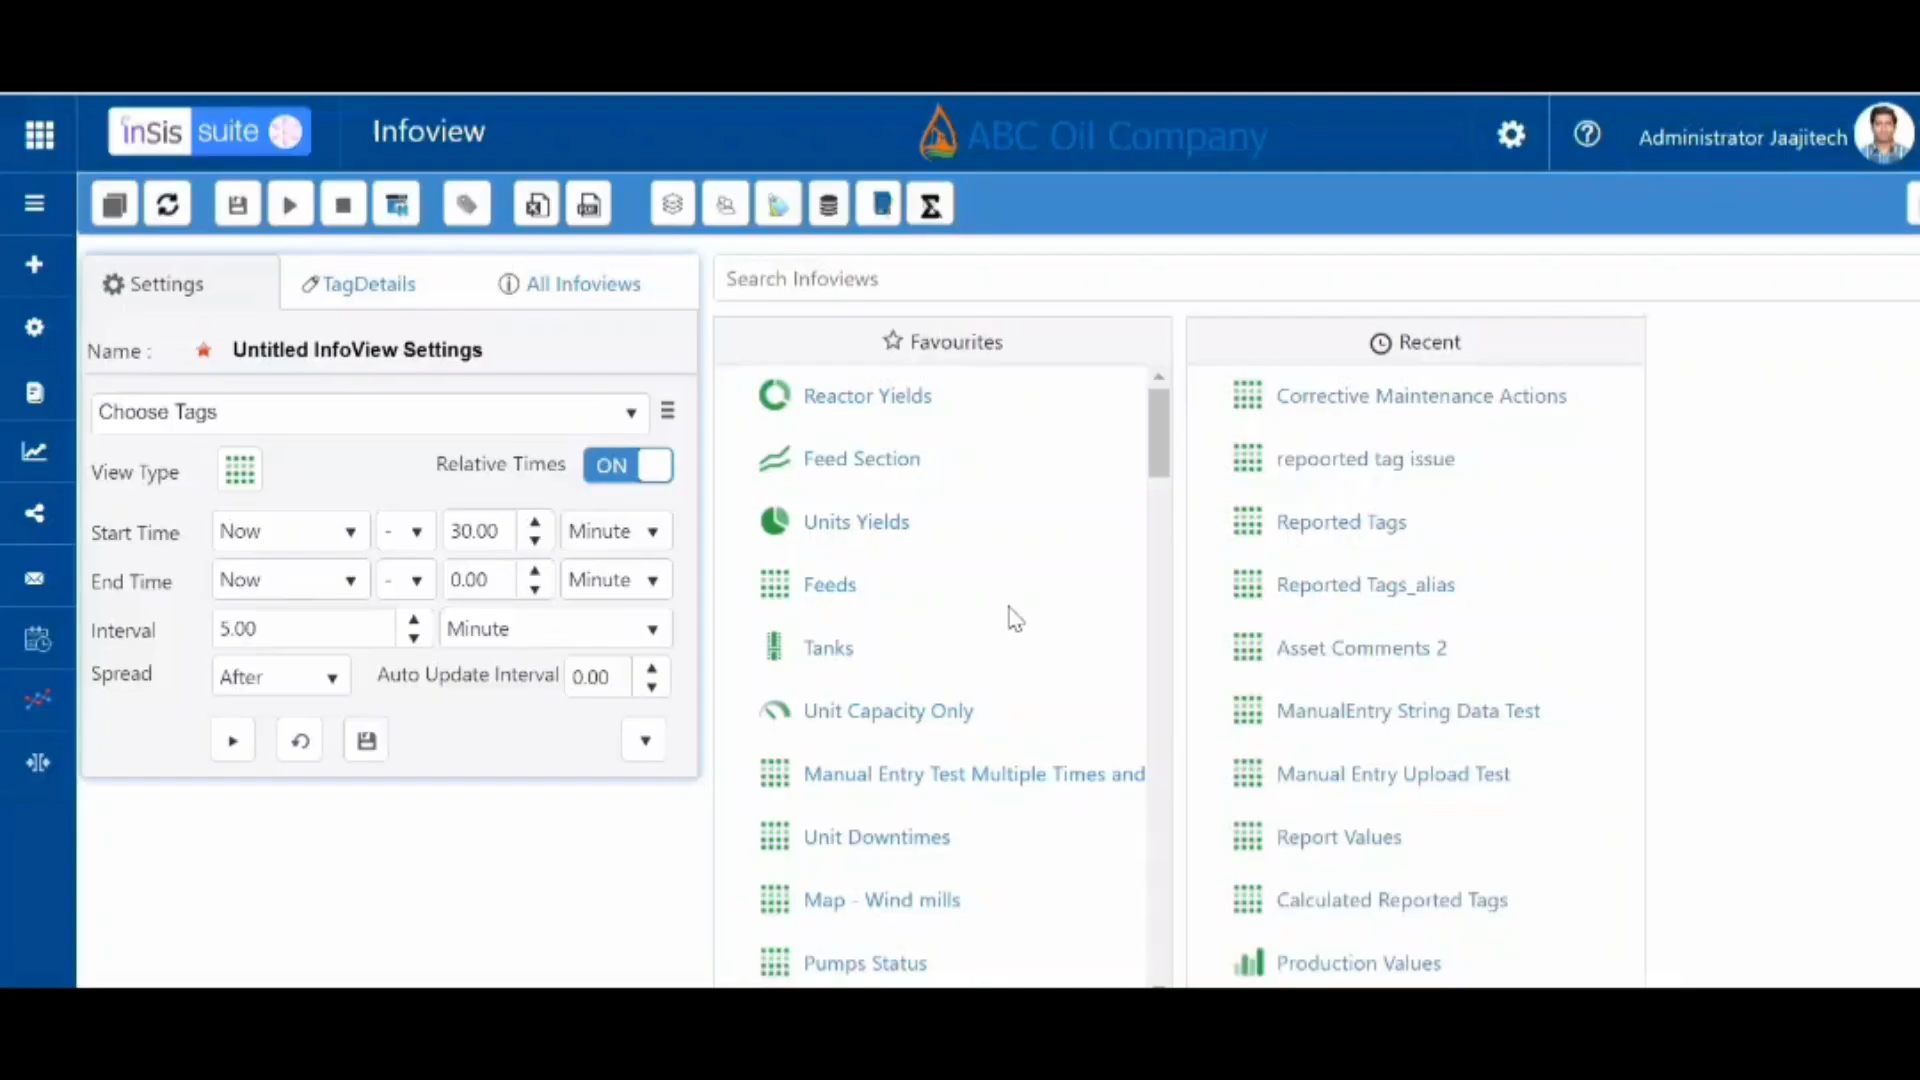 inSis suite
Infoview
ABC Oil Company
Administrator Jaajitech
Settings
TagDetails
All Infoviews
Name :
Untitled InfoView Settings
Choose Tags
View Type
Relative Times
ON
Start Time
Now
-
30.00
Minute
End Time
Now
-
0.00
Minute
Interval
5.00
Minute
Spread
After
Auto Update Interval
0.00
Search Infoviews
Favourites
Reactor Yields
Feed Section
Units Yields
Feeds
Tanks
Unit Capacity Only
Manual Entry Test Multiple Times and
Unit Downtimes
Map - Wind mills
Pumps Status
Recent
Corrective Maintenance Actions
repoorted tag issue
Reported Tags
Reported Tags_alias
Asset Comments 2
ManualEntry String Data Test
Manual Entry Upload Test
Report Values
Calculated Reported Tags
Production Values